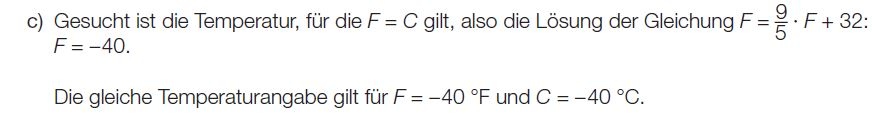 c) Gesucht ist die Temperatur, für die F = C gilt, also die Lösung der Gleichung F = 9/5 · F + 32:
F = –40.
Die gleiche Temperaturangabe gilt für F = –40 °F und C = –40 °C.